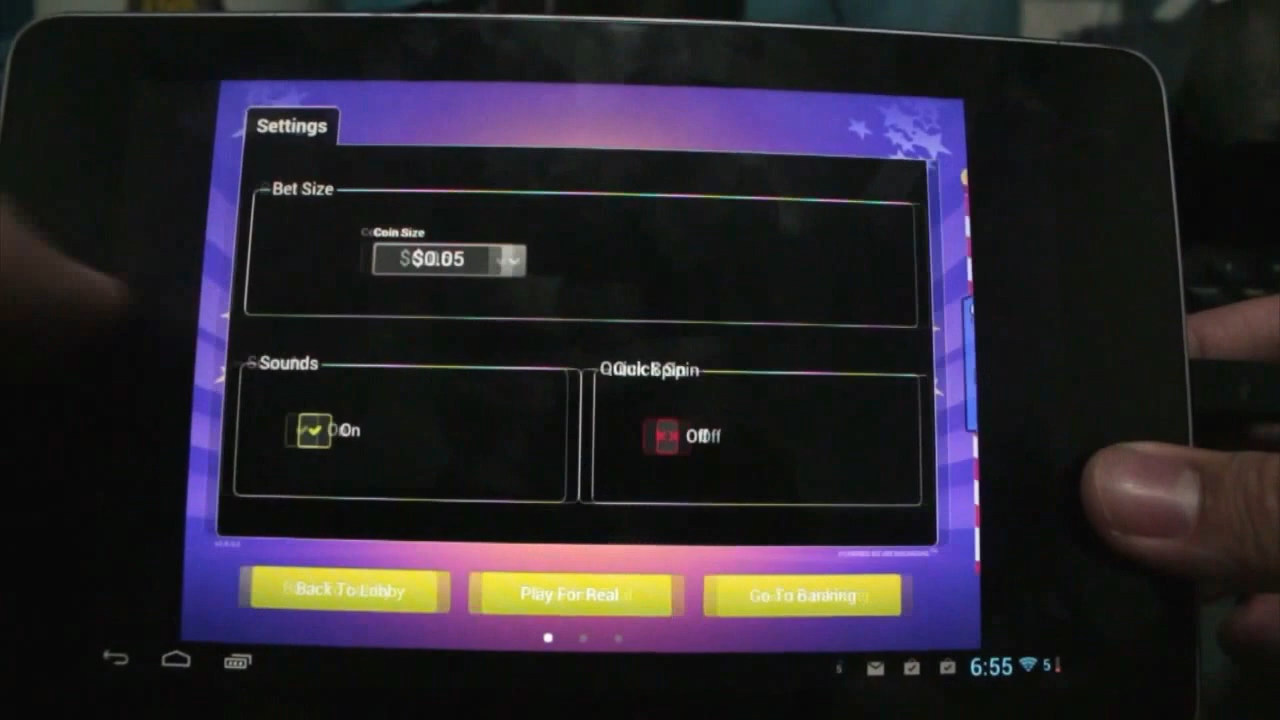 Settings
Bet Size
Coin Size
$0.05
Sounds
Quick Spin
On
Off
Back To Lobby
Play For Real
Go To Banking
6:55
5